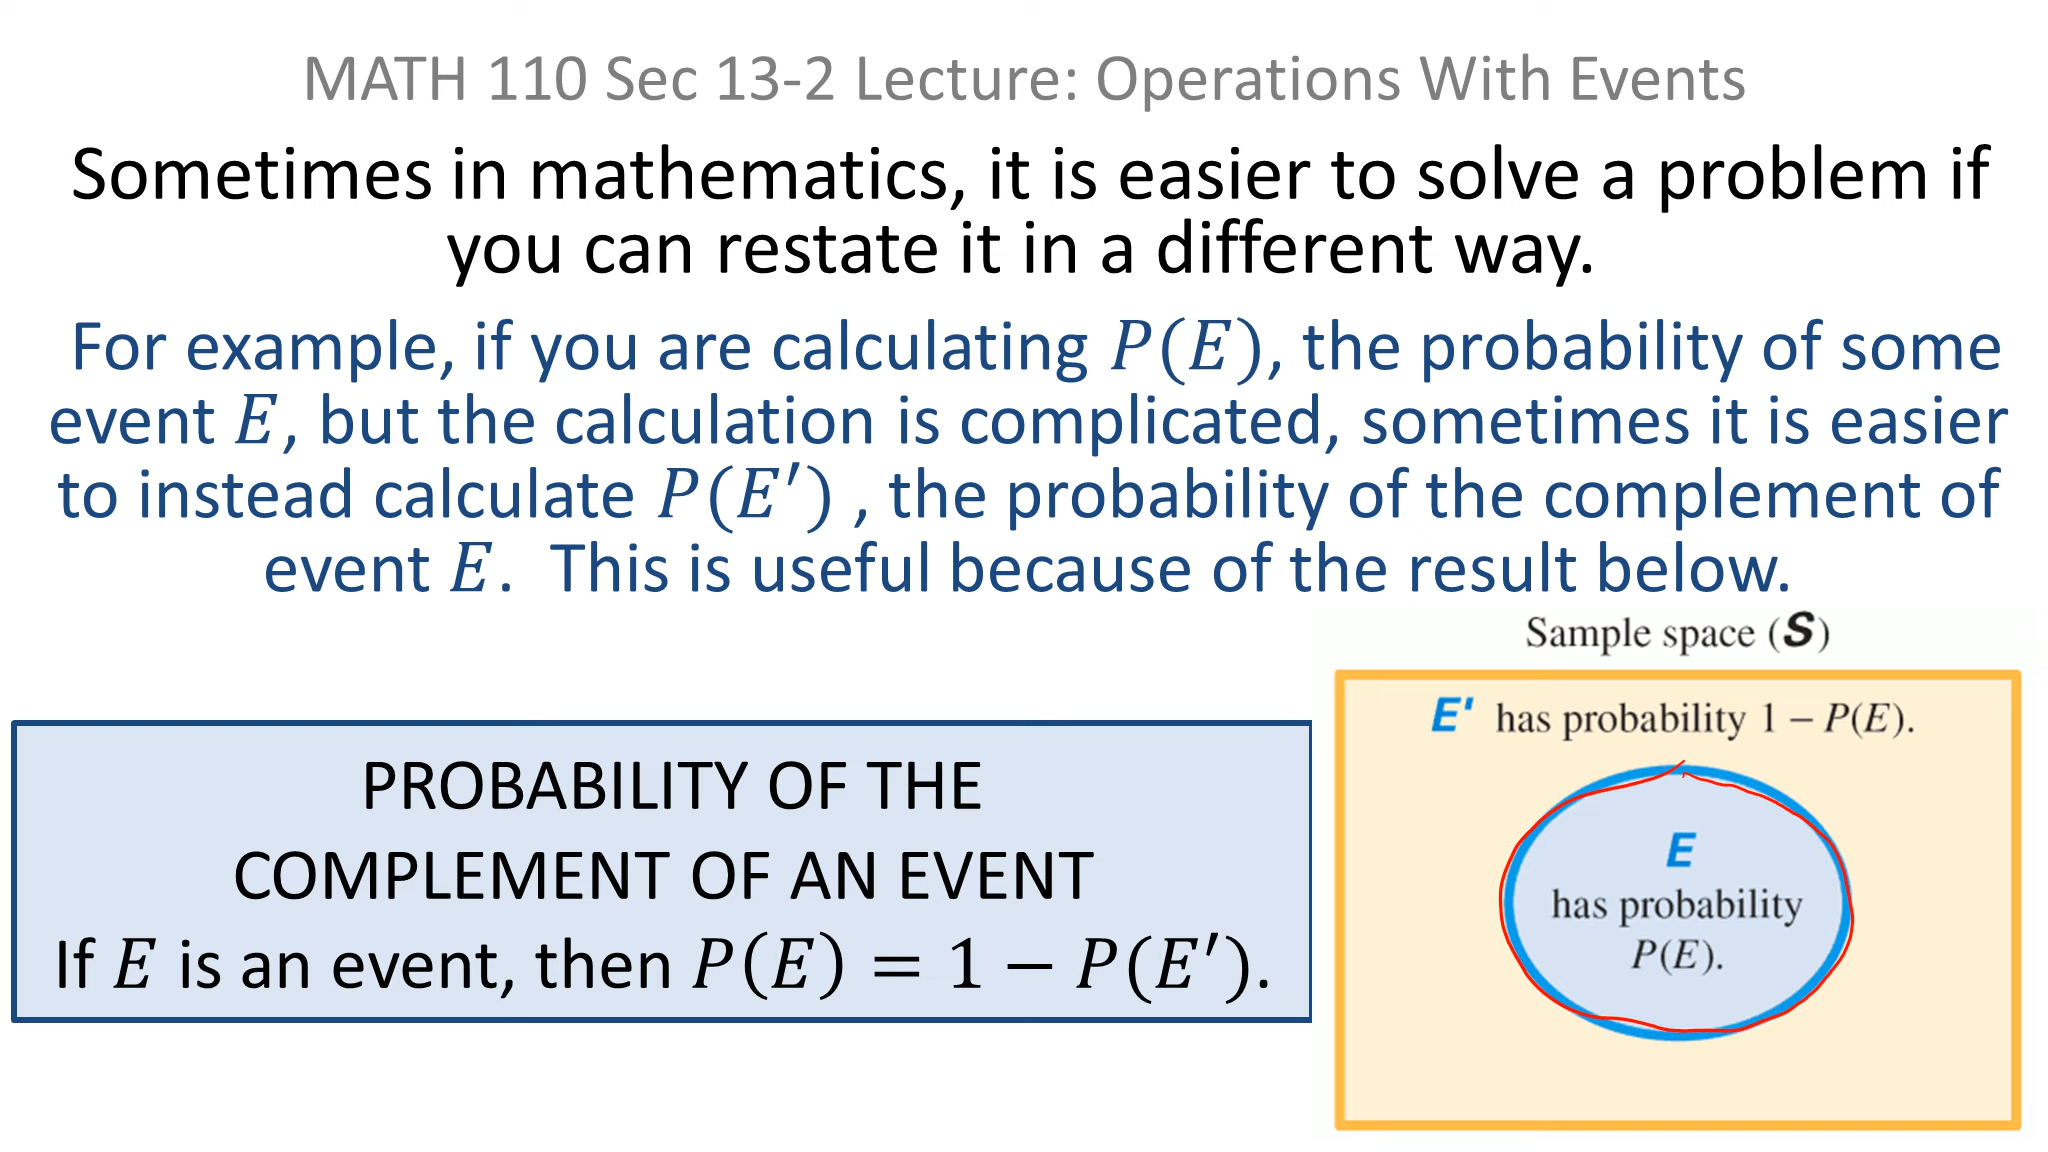 MATH 110 Sec 13-2 Lecture: Operations With Events
Sometimes in mathematics, it is easier to solve a problem if
you can restate it in a different way.
For example, if you are calculating 𝑃(𝐸), the probability of some
event 𝐸, but the calculation is complicated, sometimes it is easier
to instead calculate 𝑃(𝐸′) , the probability of the complement of
event 𝐸.  This is useful because of the result below.
PROBABILITY OF THE
COMPLEMENT OF AN EVENT
If 𝐸 is an event, then 𝑃(𝐸) = 1 − 𝑃(𝐸′).
Sample space (S)
E' has probability 1 – P(E).
E
has probability
P(E).